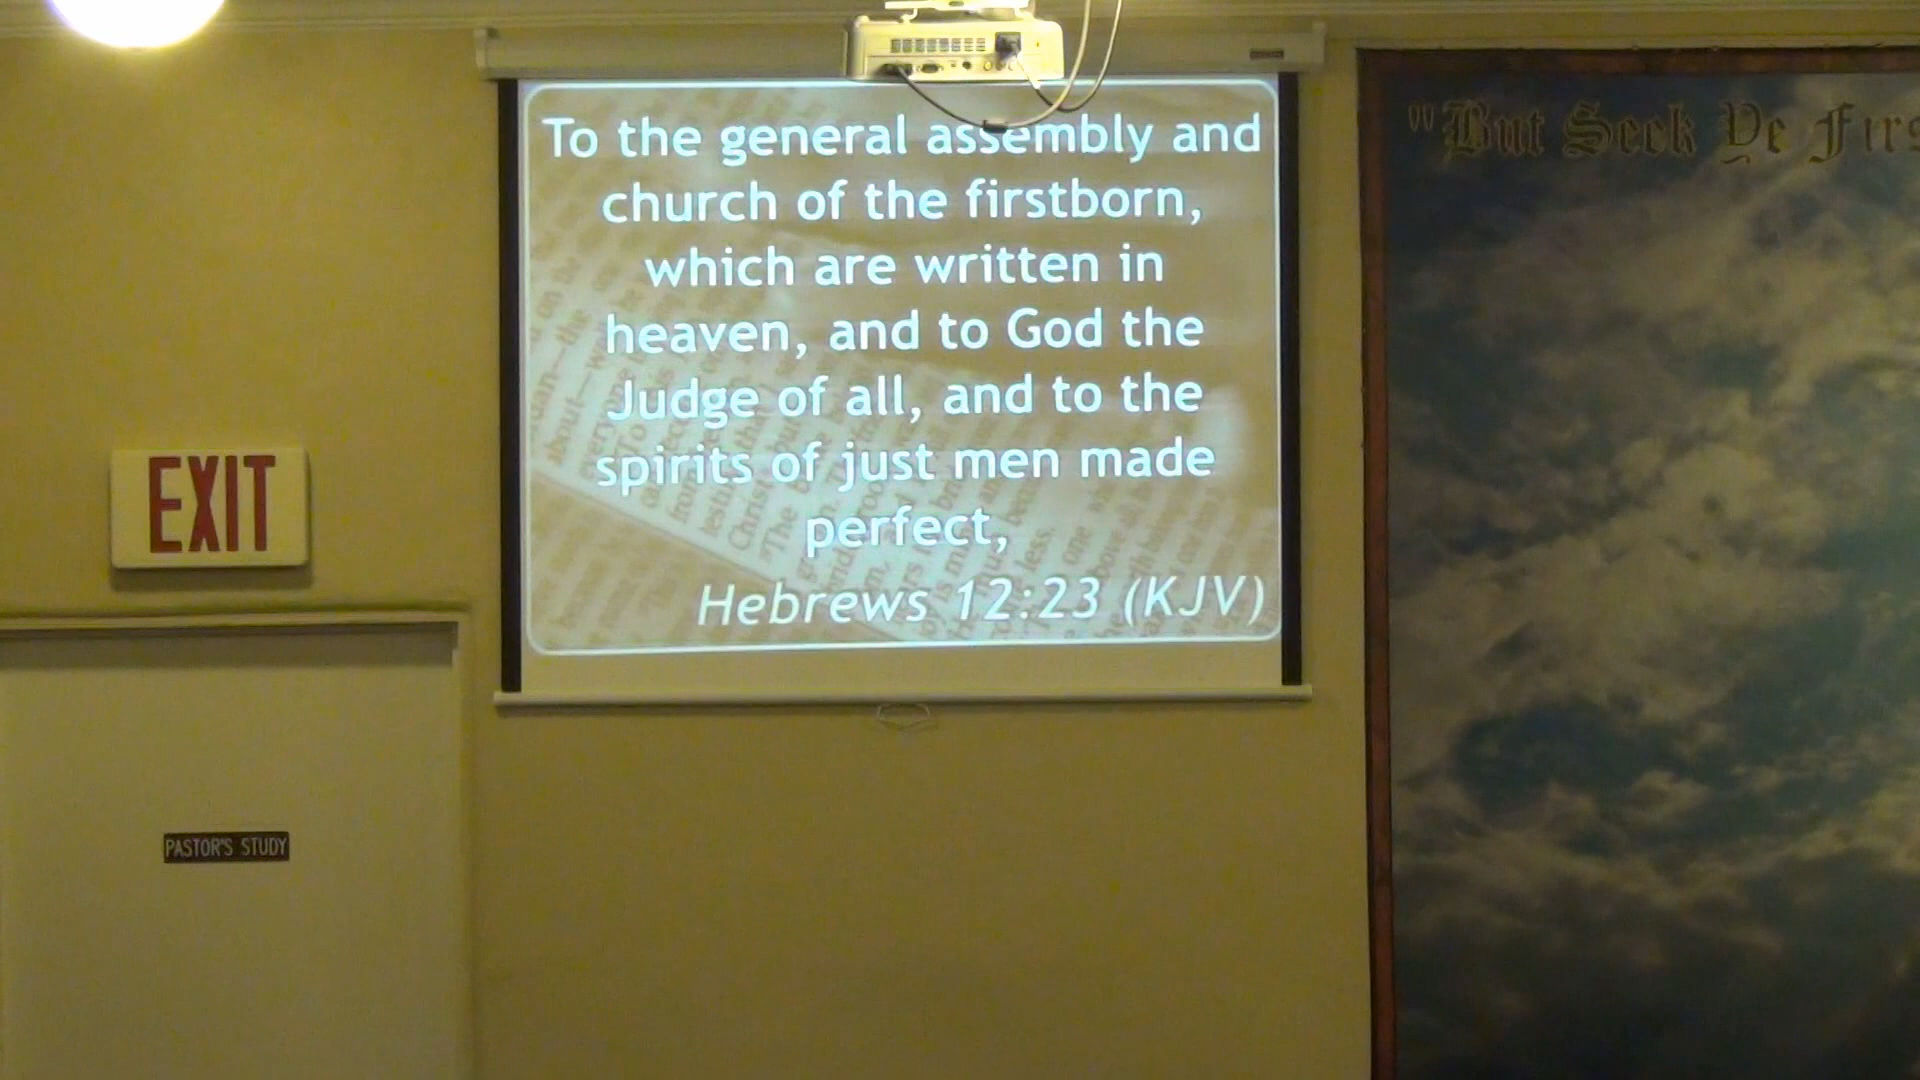 To the general assembly and
church of the firstborn,
which are written in
heaven, and to God the
Judge of all, and to the
spirits of just men made
perfect,
Hebrews 12:23 (KJV)
"But Seek Ye Firs
EXIT
PASTOR'S STUDY